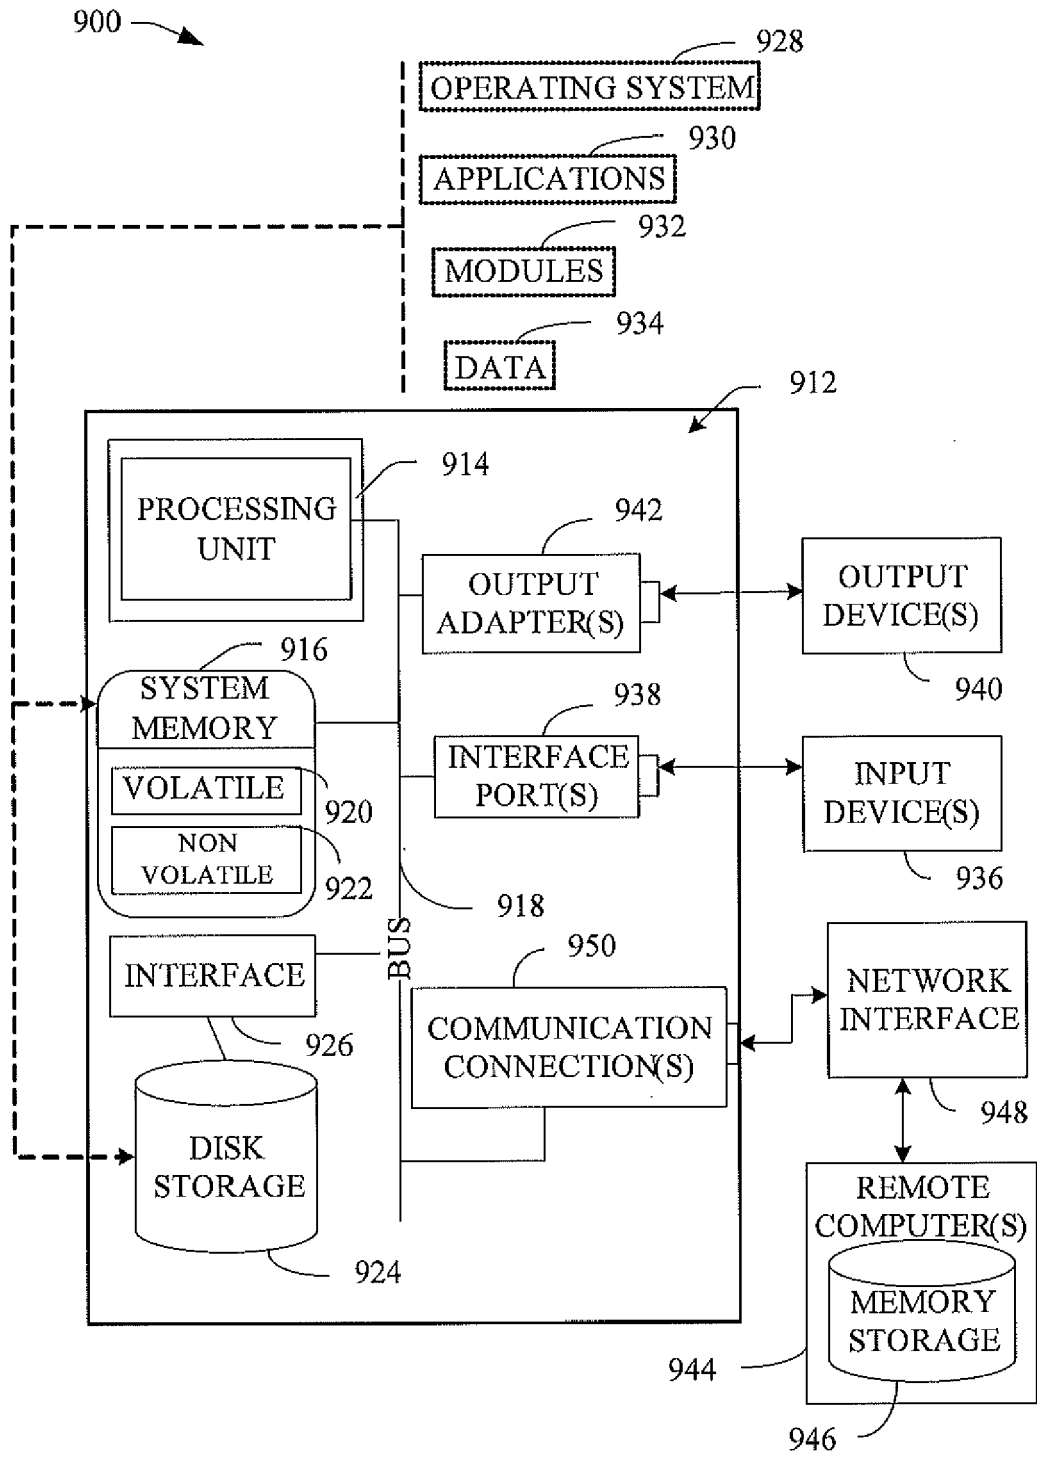 900
928
OPERATING SYSTEM
930
APPLICATIONS
932
MODULES
934
DATA
912
914
PROCESSING
UNIT
942
OUTPUT
ADAPTER(S)
OUTPUT
DEVICE(S)
940
916
SYSTEM
MEMORY
VOLATILE
920
NON
VOLATILE
922
938
INTERFACE
PORT(S)
INPUT
DEVICE(S)
936
918
BUS
INTERFACE
926
950
COMMUNICATION
CONNECTION(S)
NETWORK
INTERFACE
948
DISK
STORAGE
924
REMOTE
COMPUTER(S)
MEMORY
STORAGE
944
946